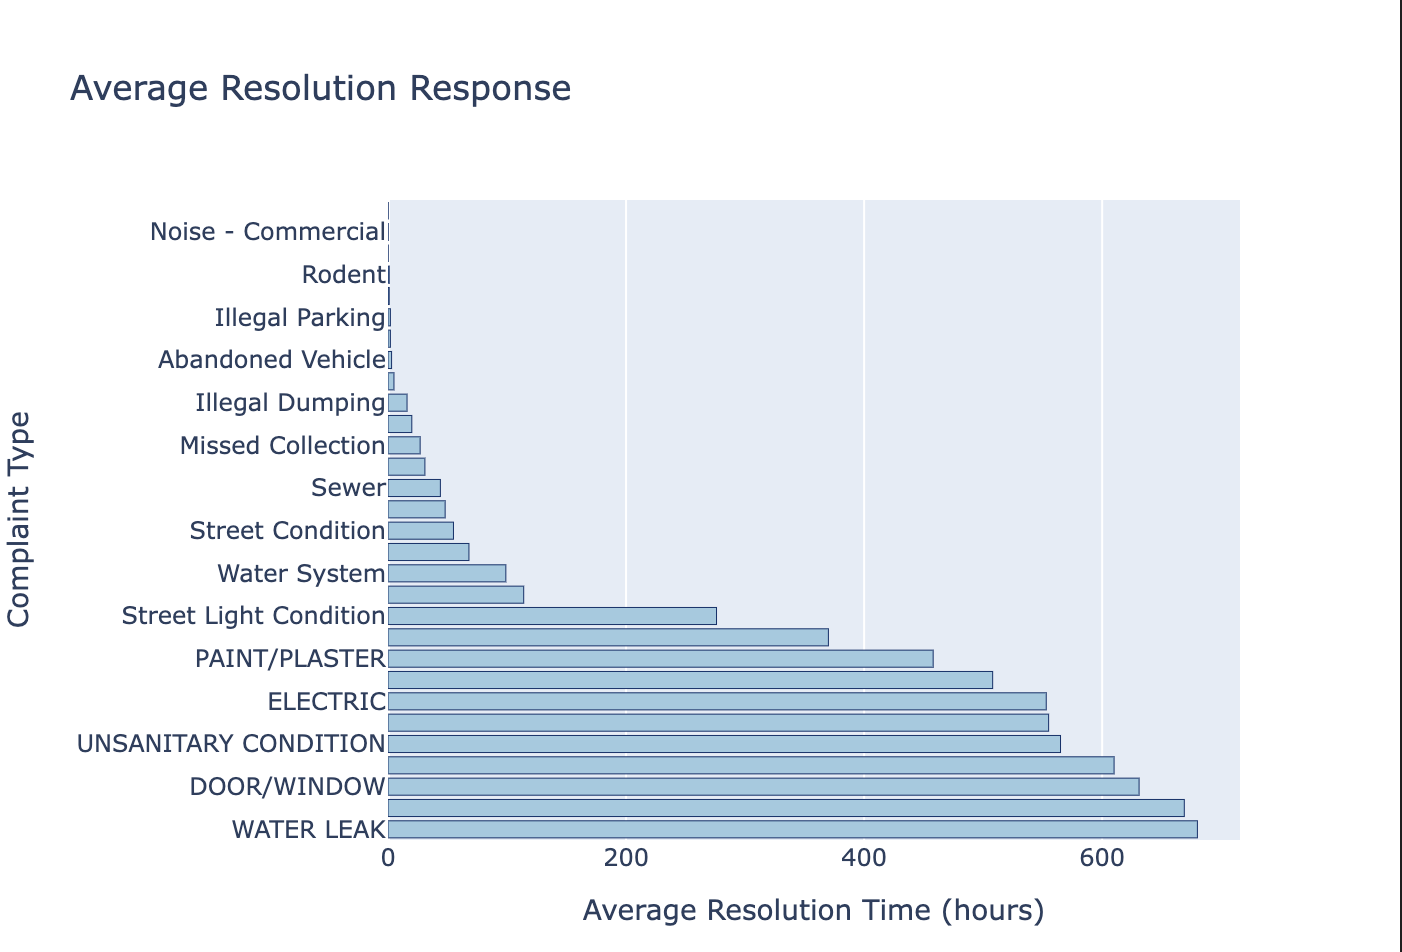 Average Resolution Response
Noise - Commercial
Rodent
Illegal Parking
Abandoned Vehicle
Illegal Dumping
Missed Collection
Sewer
Street Condition
Water System
Street Light Condition
PAINT/PLASTER
ELECTRIC
UNSANITARY CONDITION
DOOR/WINDOW
WATER LEAK
Complaint Type
0 200 400 600
Average Resolution Time (hours)